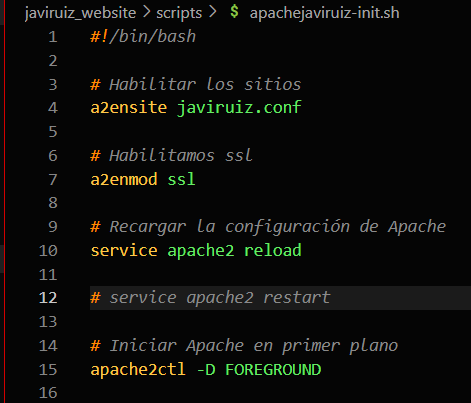 javiruiz_website > scripts > $ apachejaviruiz-init.sh
1 #!/bin/bash
2
3 # Habilitar los sitios
4 a2ensite javiruiz.conf
5
6 # Habilitamos ssl
7 a2enmod ssl
8
9 # Recargar la configuración de Apache
10 service apache2 reload
11
12 # service apache2 restart
13
14 # Iniciar Apache en primer plano
15 apache2ctl -D FOREGROUND
16